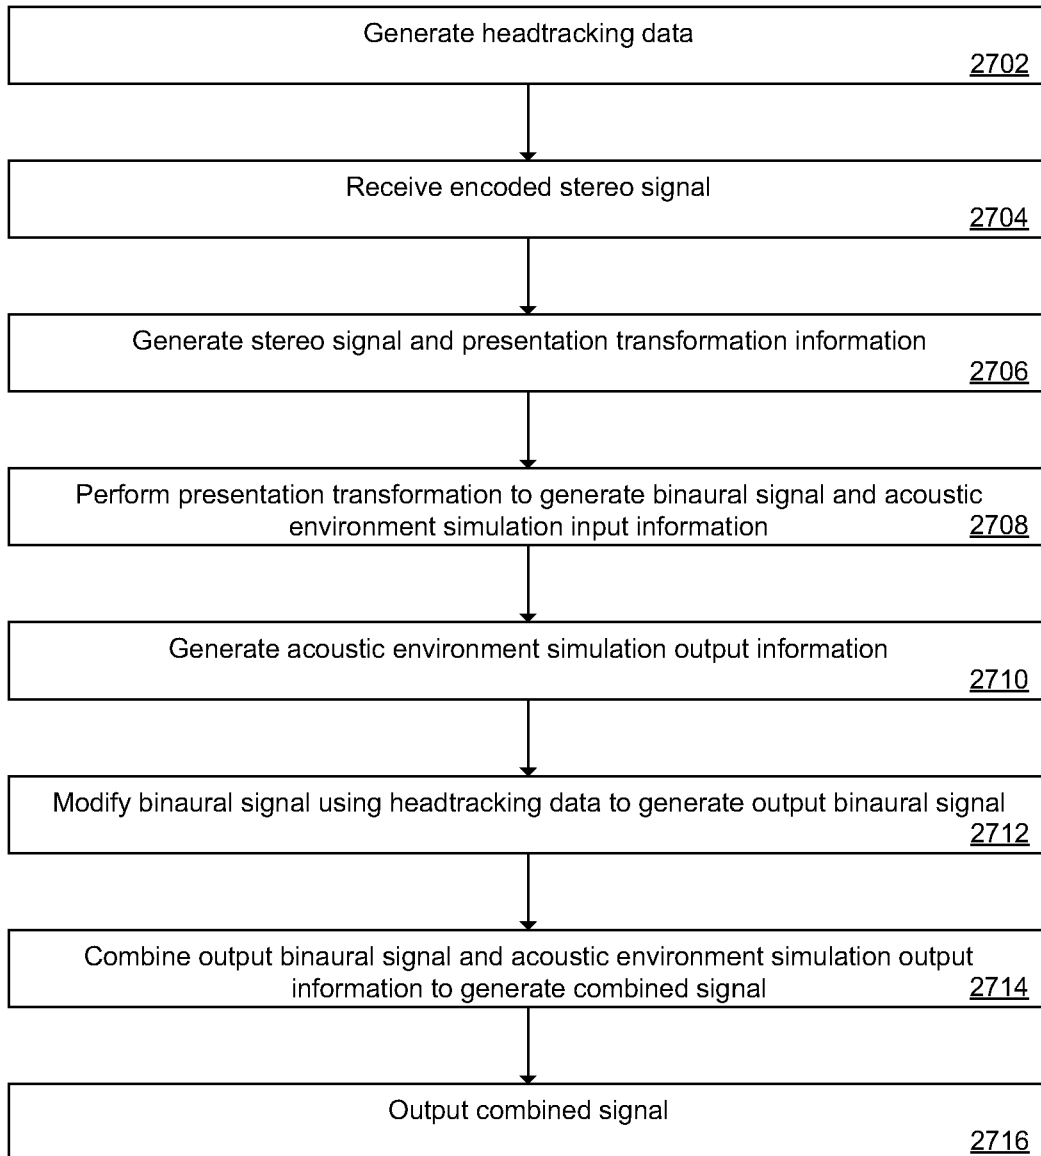 Generate headtracking data
2702
Receive encoded stereo signal
2704
Generate stereo signal and presentation transformation information
2706
Perform presentation transformation to generate binaural signal and acoustic
environment simulation input information
2708
Generate acoustic environment simulation output information
2710
Modify binaural signal using headtracking data to generate output binaural signal
2712
Combine output binaural signal and acoustic environment simulation output
information to generate combined signal
2714
Output combined signal
2716